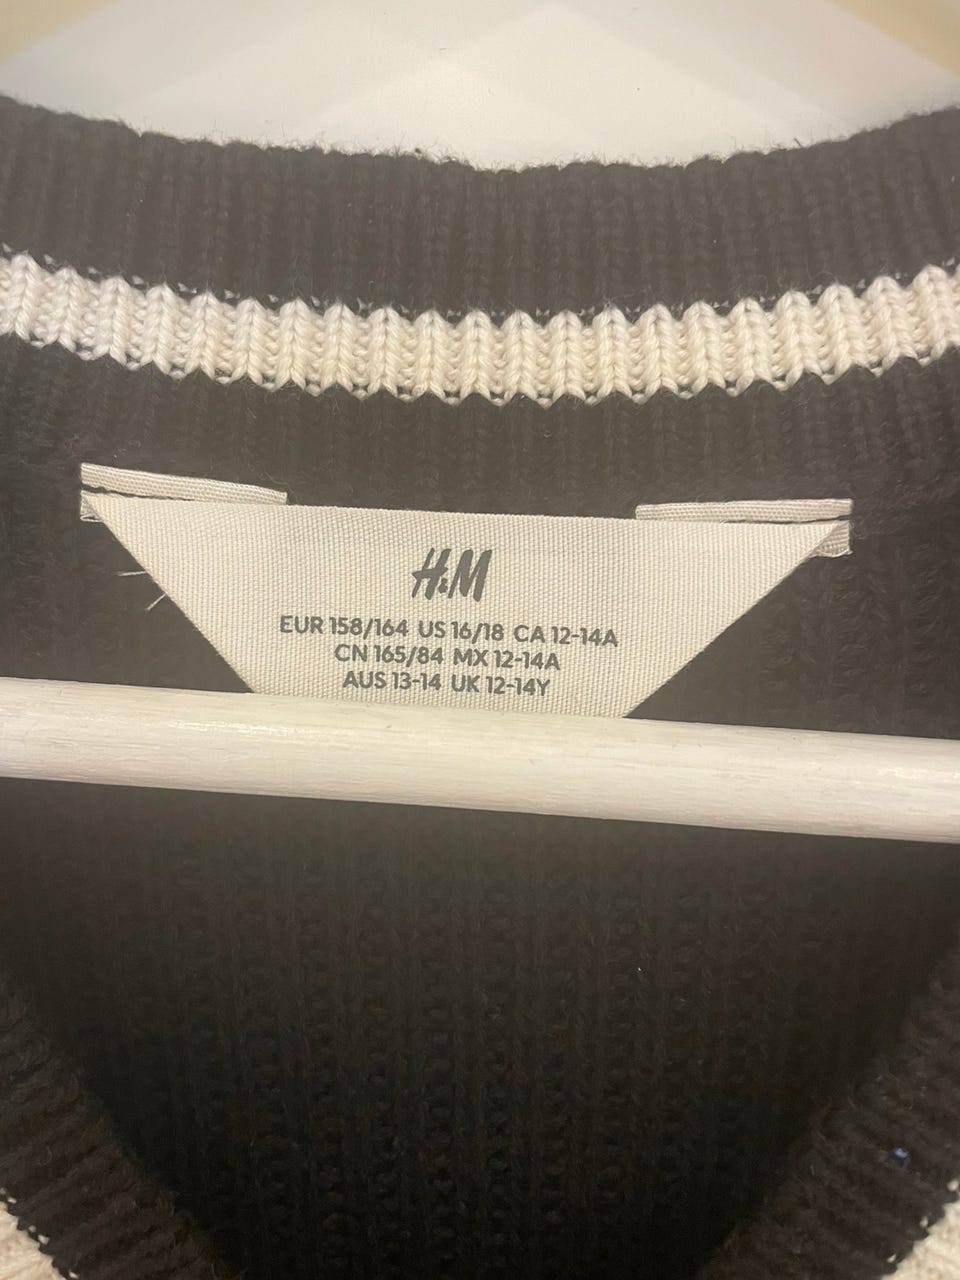 H&M
EUR 158/164 US 16/18 CA 12-14A
CN 165/84 MX 12-14A
AUS 13-14 UK 12-14Y